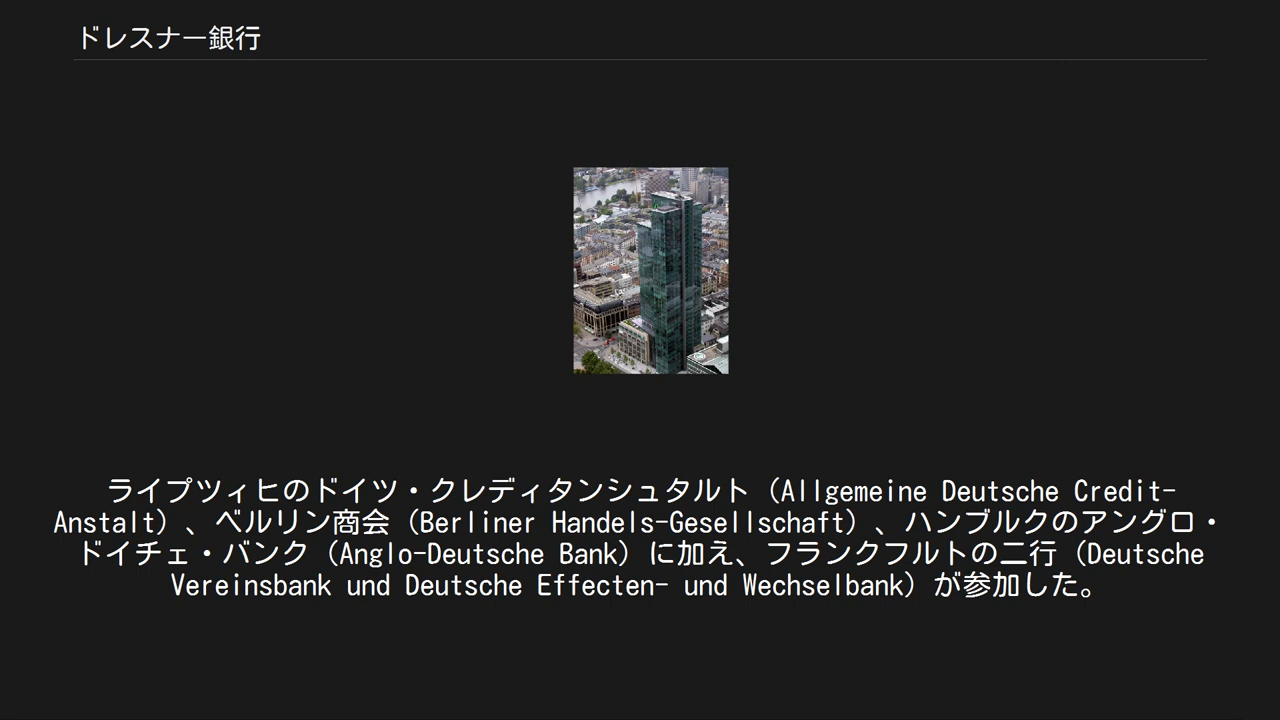 ドレスナー銀行
ライプツィヒのドイツ・クレディタンシュタルト（Allgemeine Deutsche Credit-
Anstalt）、ベルリン商会（Berliner Handels-Gesellschaft）、ハンブルクのアングロ・
ドイチェ・バンク（Anglo-Deutsche Bank）に加え、フランクフルトの二行（Deutsche
Vereinsbank und Deutsche Effecten- und Wechselbank）が参加した。